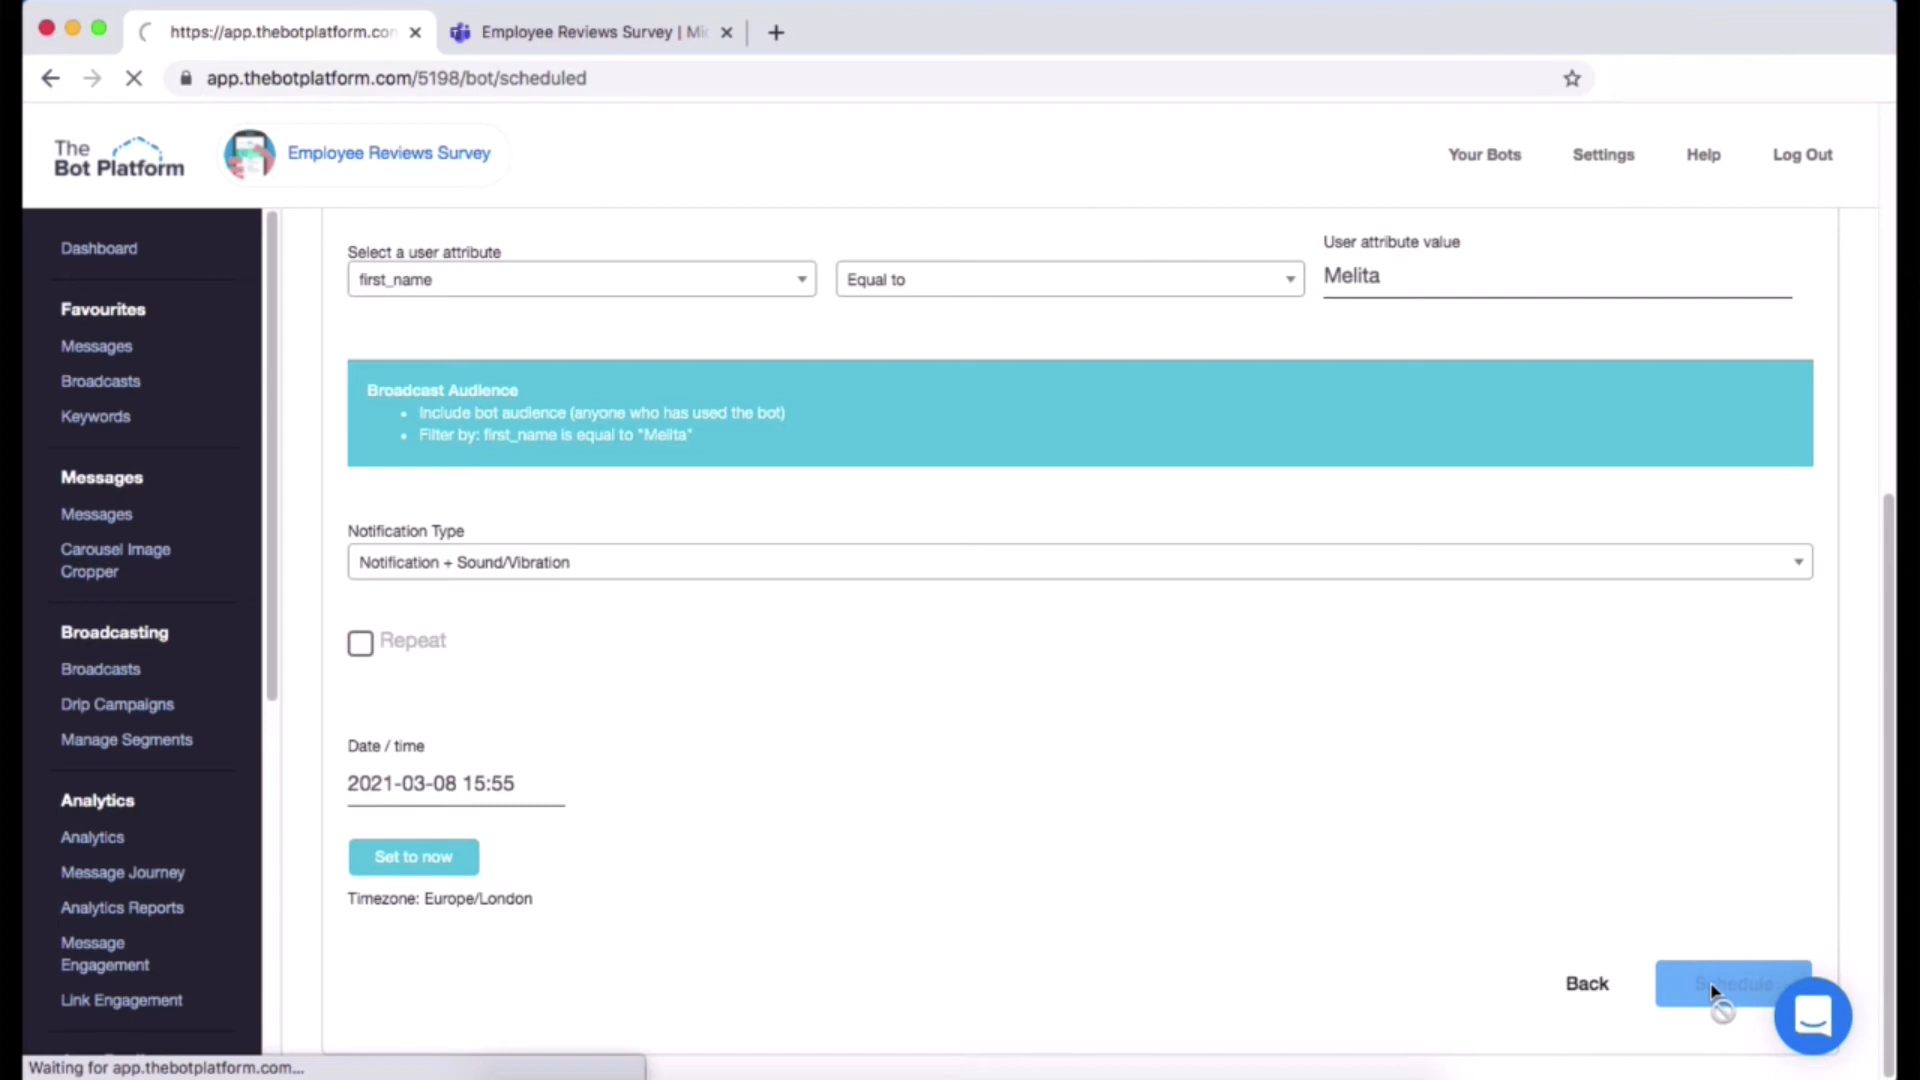 https://app.thebotplatform.con
Employee Reviews Survey | Mic
app.thebotplatform.com/5198/bot/scheduled
The
Bot Platform
Employee Reviews Survey
Your Bots
Settings
Help
Log Out
Dashboard
Favourites
Messages
Broadcasts
Keywords
Messages
Messages
Carousel Image
Cropper
Broadcasting
Broadcasts
Drip Campaigns
Manage Segments
Analytics
Analytics
Message Journey
Analytics Reports
Message
Engagement
Link Engagement
Select a user attribute
first_name
Equal to
User attribute value
Melita
Broadcast Audience
Include bot audience (anyone who has used the bot)
Filter by: first_name is equal to "Melita"
Notification Type
Notification + Sound/Vibration
Repeat
Date / time
2021-03-08 15:55
Set to now
Timezone: Europe/London
Back
Schedule
Waiting for app.thebotplatform.com...